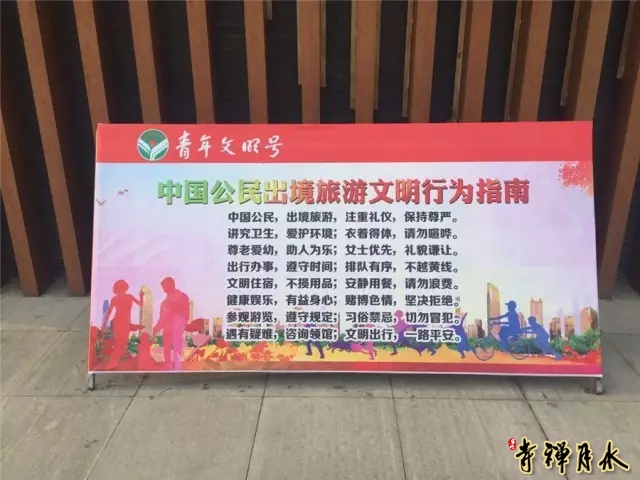 青年文明号
中国公民出境旅游文明行为指南
中国公民，出境旅游，注重礼仪，保持尊严。
讲究卫生，爱护环境；衣着得体，请勿喧哗。
尊老爱幼，助人为乐；女士优先，礼貌谦让。
出行办事，遵守时间；排队有序，不越黄线。
文明住宿，不损用品；安静用餐，请勿浪费。
健康娱乐，有益身心；赌博色情，坚决拒绝。
参观游览，遵守规定；习俗禁忌，切勿冒犯。
遇有疑难，咨询领馆；文明出行，一路平安。
寺禅月水